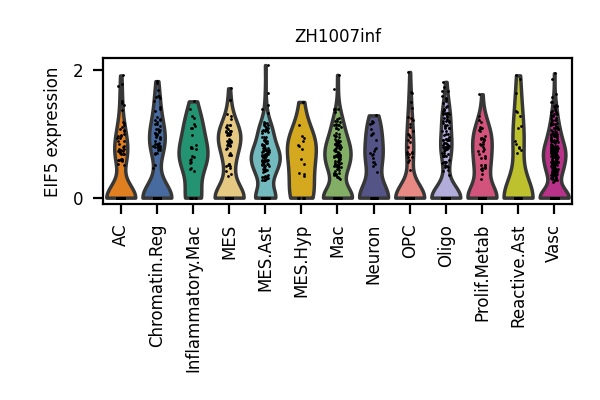 ZH1007inf
EIF5 expression
2
0
AC
Chromatin.Reg
Inflammatory.Mac
MES
MES.Ast
MES.Hyp
Mac
Neuron
OPC
Oligo
Prolif.Metab
Reactive.Ast
Vasc